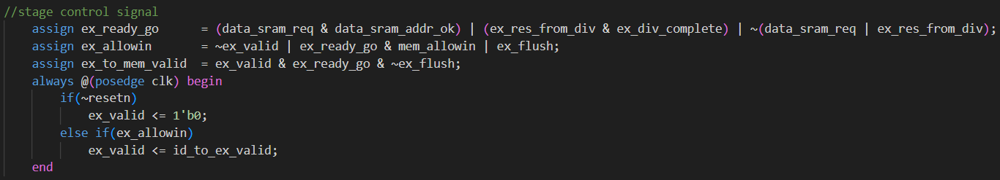 //stage control signal
assign ex_ready_go      = (data_sram_req & data_sram_addr_ok) | (ex_res_from_div & ex_div_complete) | ~(data_sram_req | ex_res_from_div);
assign ex_allowin       = ~ex_valid | ex_ready_go & mem_allowin | ex_flush;
assign ex_to_mem_valid  = ex_valid & ex_ready_go & ~ex_flush;
always @(posedge clk) begin
    if(~resetn)
        ex_valid <= 1'b0;
    else if(ex_allowin)
        ex_valid <= id_to_ex_valid;
end